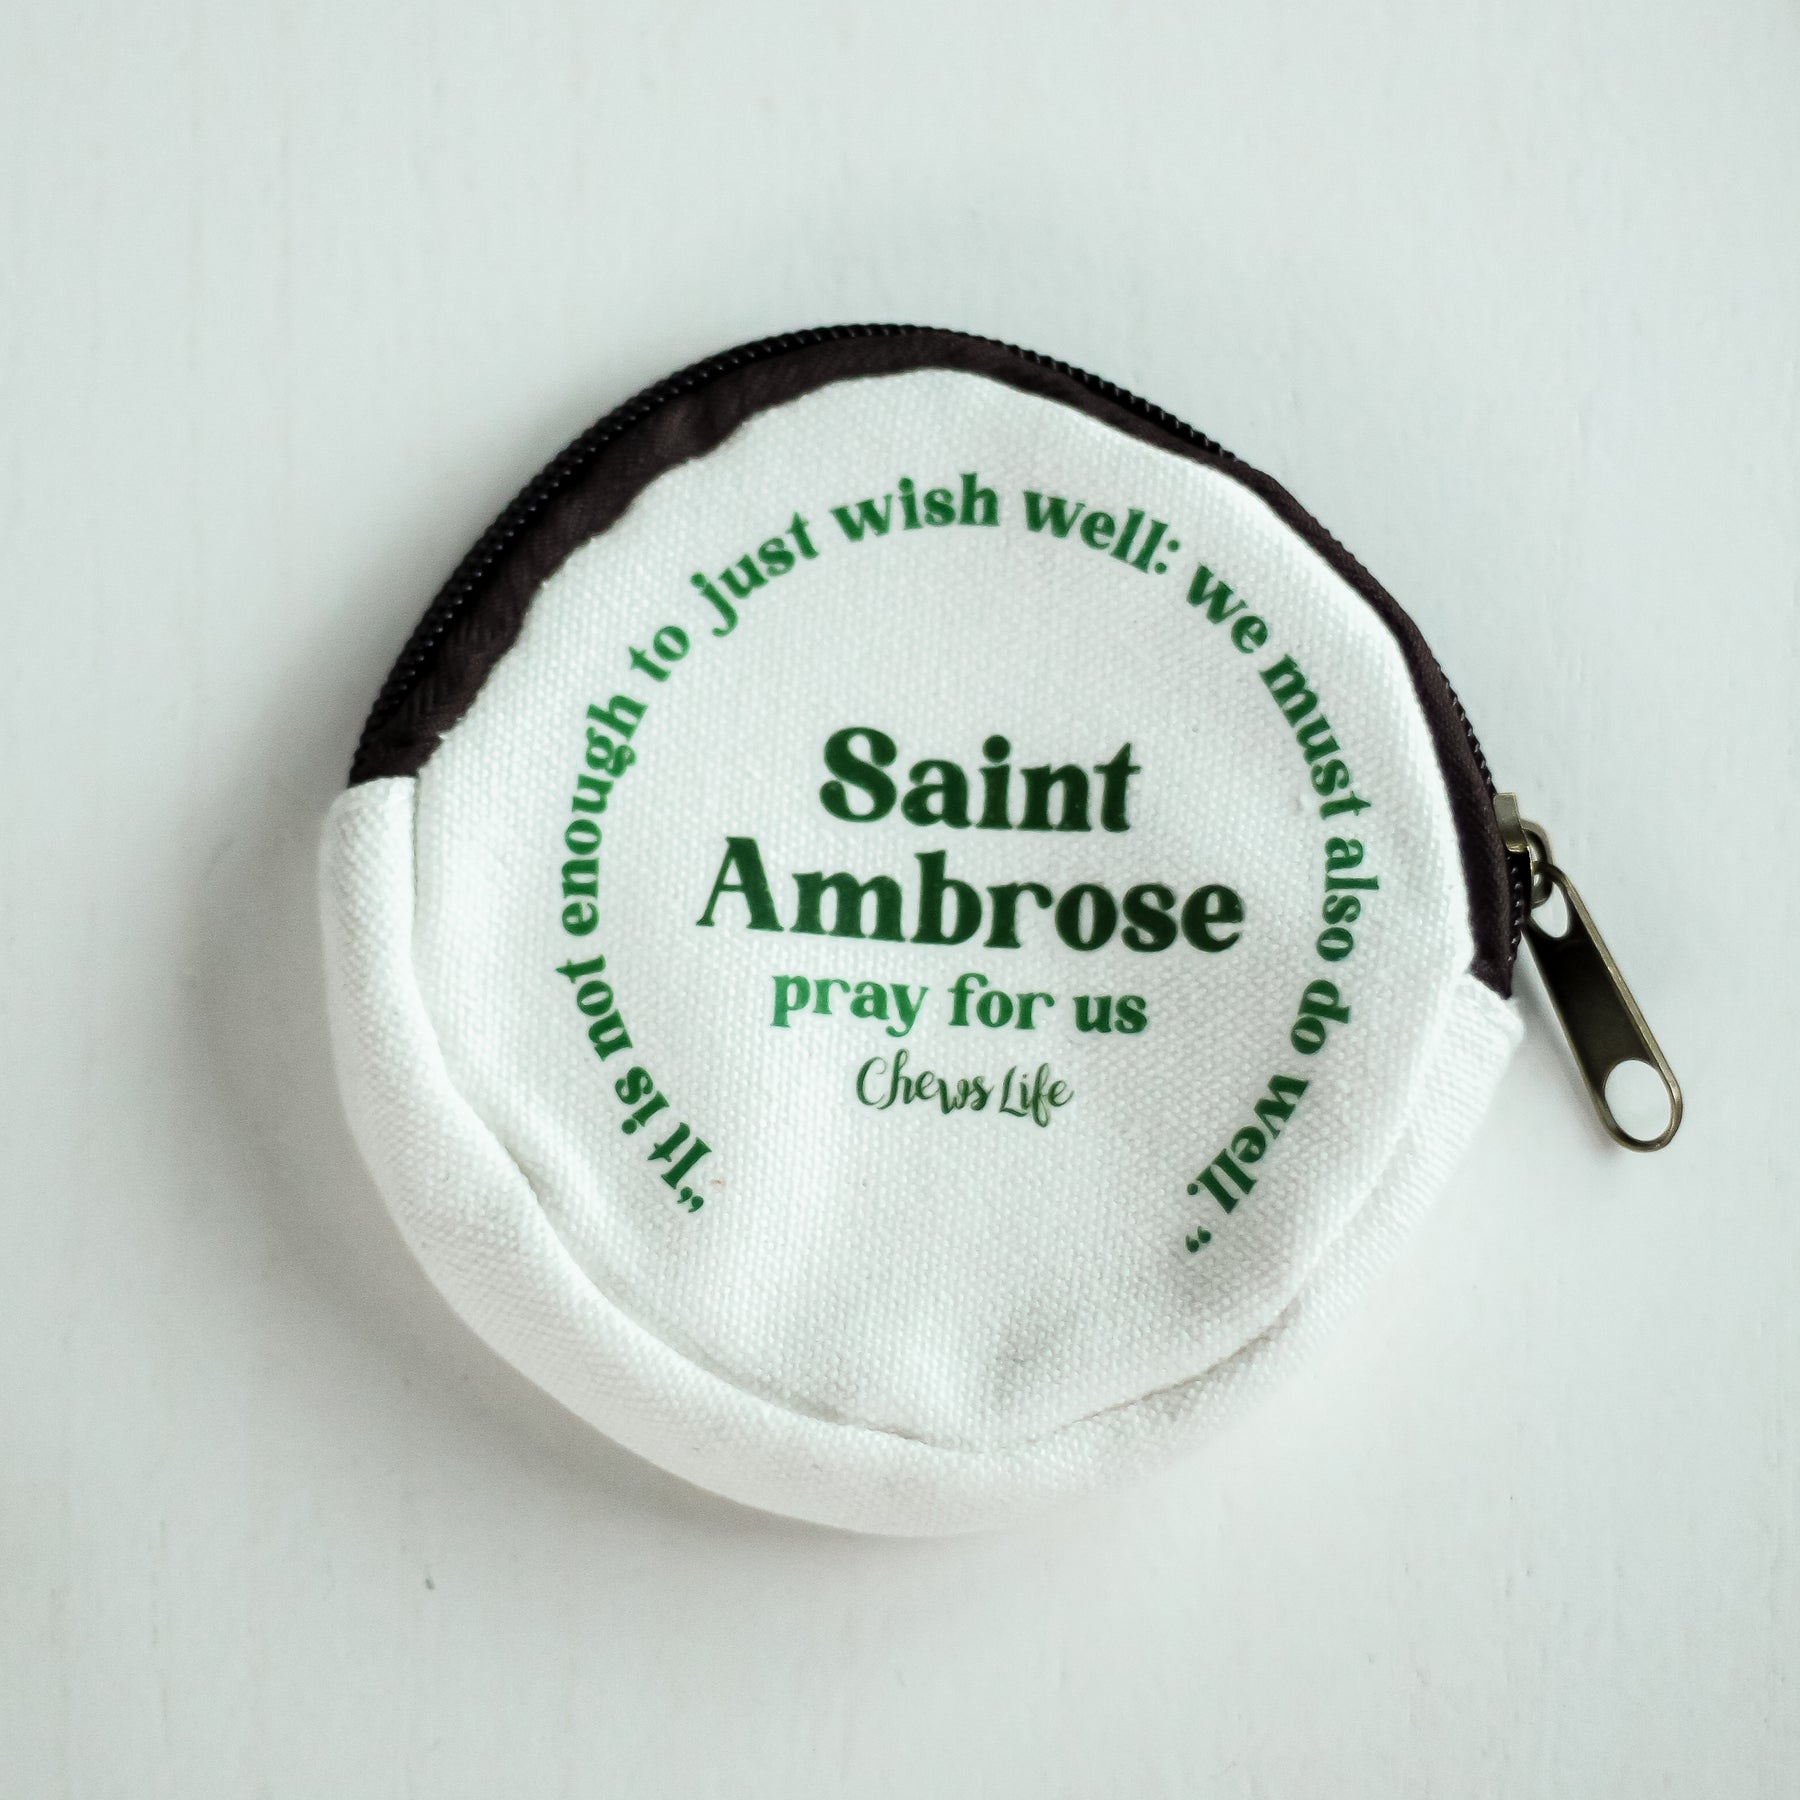 "It is not enough to just wish well: we must also do well."
Saint
Ambrose
pray for us
Chews Life